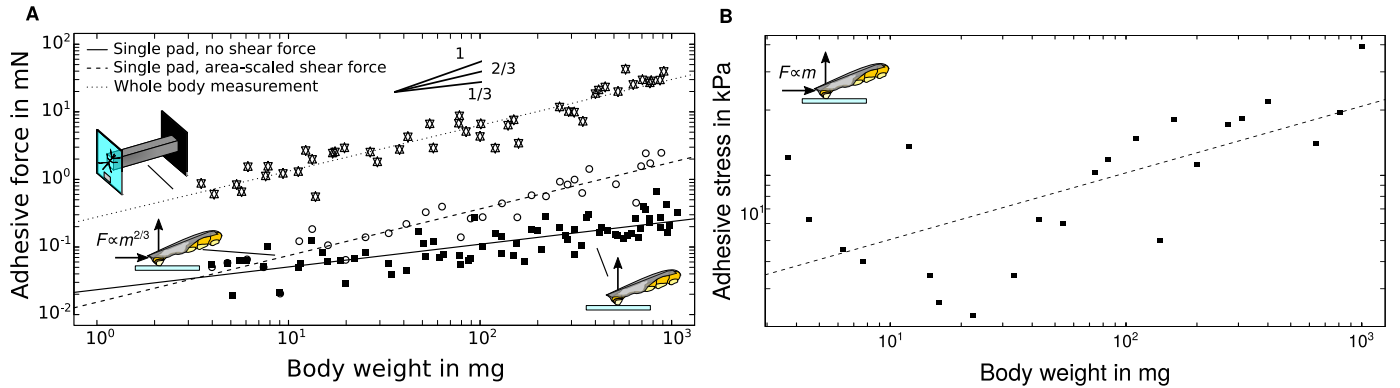 A
Adhesive force in mN
10²
10¹
10⁰
10⁻¹
10⁻²
Single pad, no shear force
Single pad, area-scaled shear force
Whole body measurement
1
2/3
1/3
F∝m²ᐟ³
10⁰
10¹
10²
10³
Body weight in mg
B
Adhesive stress in kPa
10¹
F∝m
10¹
10²
10³
Body weight in mg